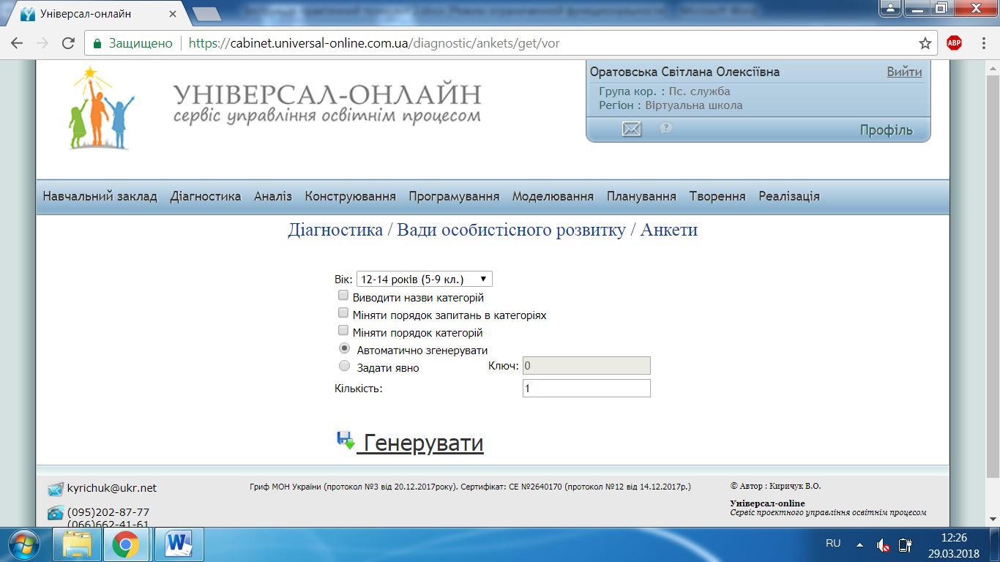 Універсал-онлайн
Защищено
https://cabinet.universal-online.com.ua/diagnostic/ankets/get/vor
ABP
УНІВЕРСАЛ-ОНЛАЙН
сервіс управління освітнім процесом
Оратовська Світлана Олексіївна Вийти
Група кор. : Пс. служба
Регіон : Віртуальна школа
Профіль
Навчальний заклад Діагностика Аналіз Конструювання Програмування Моделювання Планування Творення Реалізація
Діагностика / Вади особистісного розвитку / Анкети
Вік: 12-14 років (5-9 кл.)
Виводити назви категорій
Міняти порядок запитань в категоріях
Міняти порядок категорій
Автоматично згенерувати
Задати явно Ключ: 0
Кількість: 1
Генерувати
kyrichuk@ukr.net
(095)202-87-77
(066)662-41-61
Гриф МОН України (протокол №3 від 20.12.2017року). Сертифікат: СЕ №2640170 (протокол №12 від 14.12.2017р.)
© Автор : Киричук В.О.
Універсал-online
Сервіс проектного управління освітнім процесом
RU
12:26
29.03.2018